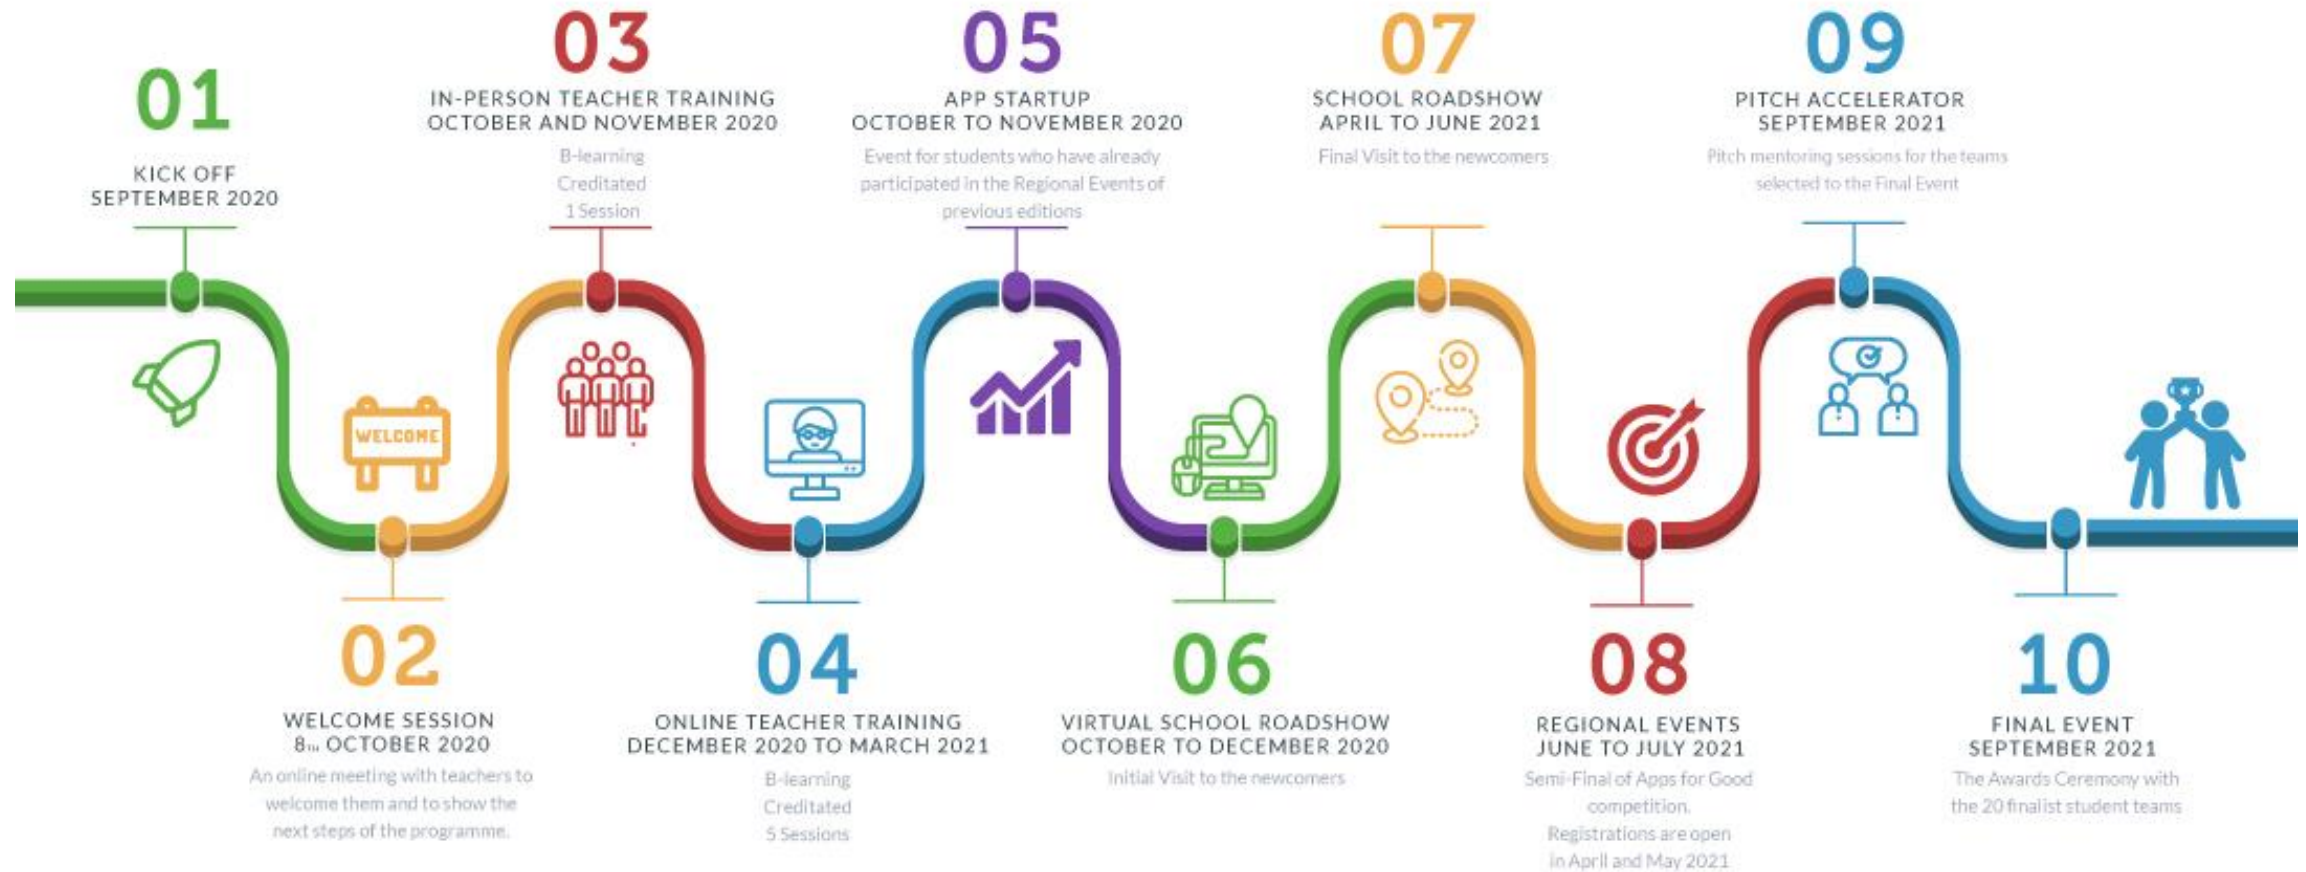 01
KICK OFF
SEPTEMBER 2020
WELCOME
02
WELCOME SESSION
8TH OCTOBER 2020
An online meeting with teachers to
welcome them and to show the
next steps of the programme.
03
IN-PERSON TEACHER TRAINING
OCTOBER AND NOVEMBER 2020
B-learning
Creditated
1 Session
04
ONLINE TEACHER TRAINING
DECEMBER 2020 TO MARCH 2021
B-learning
Creditated
5 Sessions
05
APP STARTUP
OCTOBER TO NOVEMBER 2020
Event for students who have already
participated in the Regional Events of
previous editions
06
VIRTUAL SCHOOL ROADSHOW
OCTOBER TO DECEMBER 2020
Initial Visit to the newcomers
07
SCHOOL ROADSHOW
APRIL TO JUNE 2021
Final Visit to the newcomers
08
REGIONAL EVENTS
JUNE TO JULY 2021
Semi-Final of Apps for Good
competition.
Registrations are open
in April and May 2021
09
PITCH ACCELERATOR
SEPTEMBER 2021
Pitch mentoring sessions for the teams
selected to the Final Event
10
FINAL EVENT
SEPTEMBER 2021
The Awards Ceremony with
the 20 finalist student teams